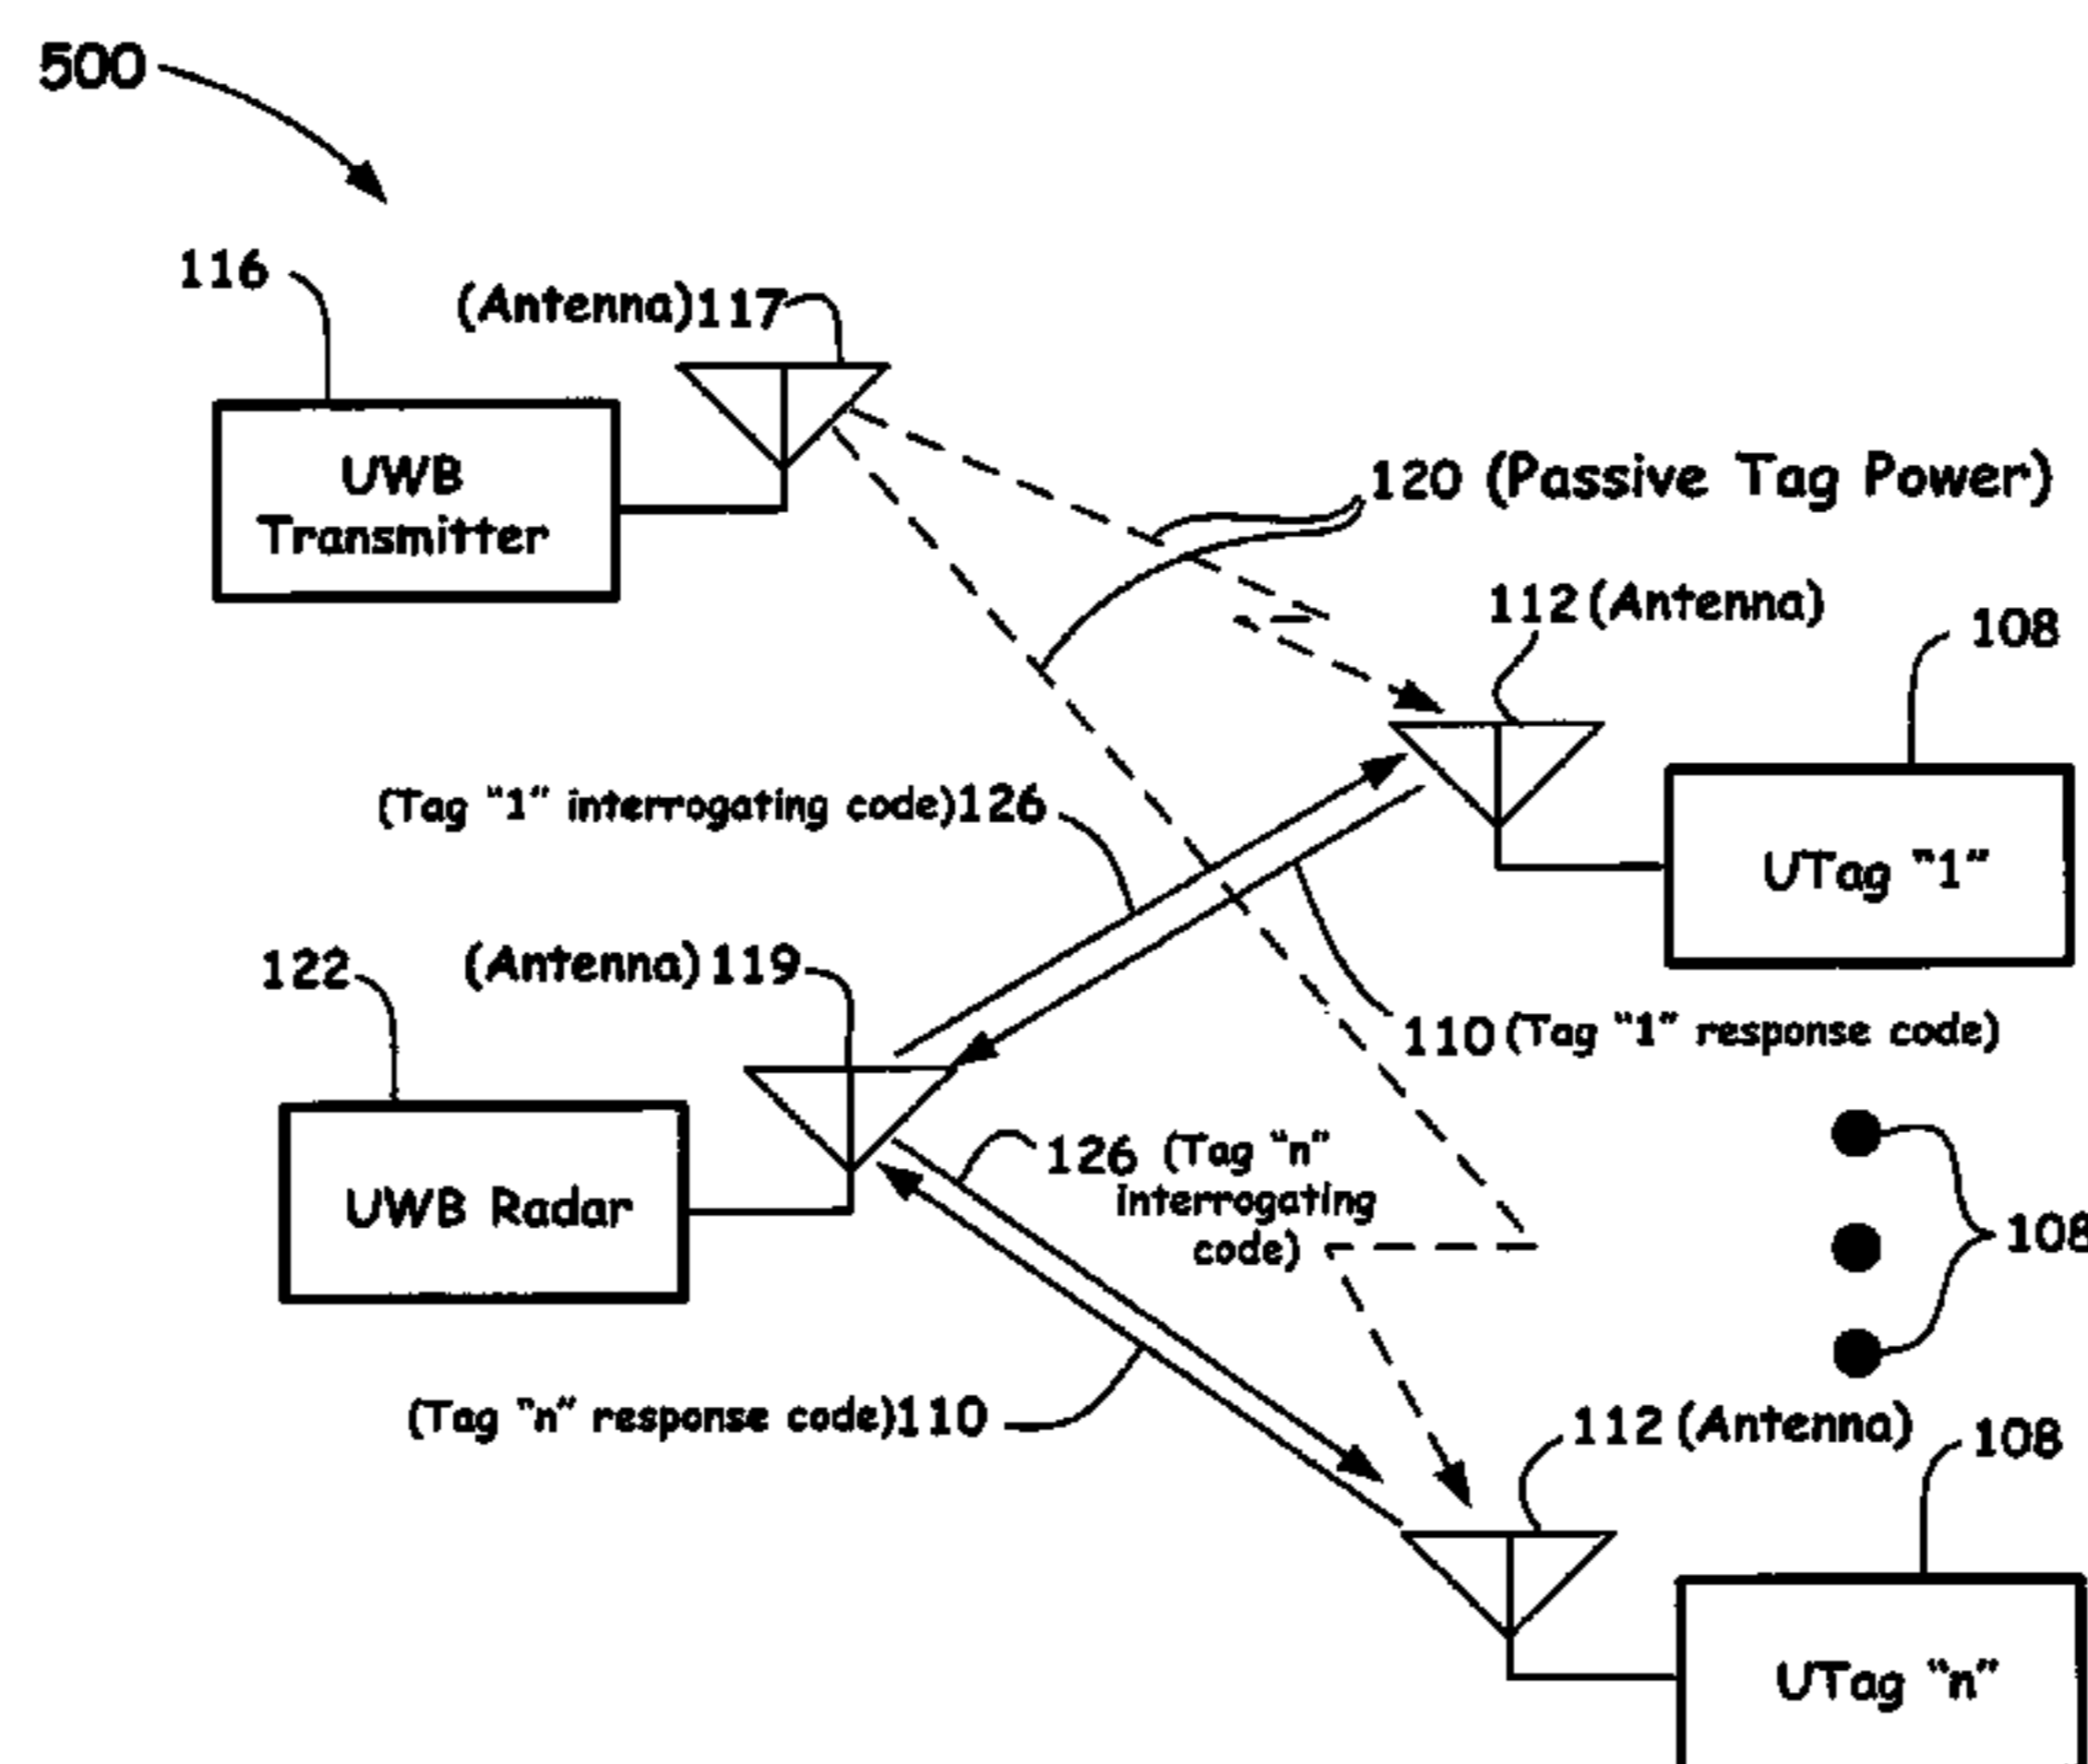 500
116
(Antenna)117
UWB
Transmitter
120 (Passive Tag Power)
112 (Antenna)
108
(Tag "1" interrogating code)126
UTag "1"
122
(Antenna) 119
110 (Tag "1" response code)
UWB Radar
126 (Tag "n"
interrogating
code)
108
(Tag "n" response code)110
112 (Antenna)
108
UTag "n"